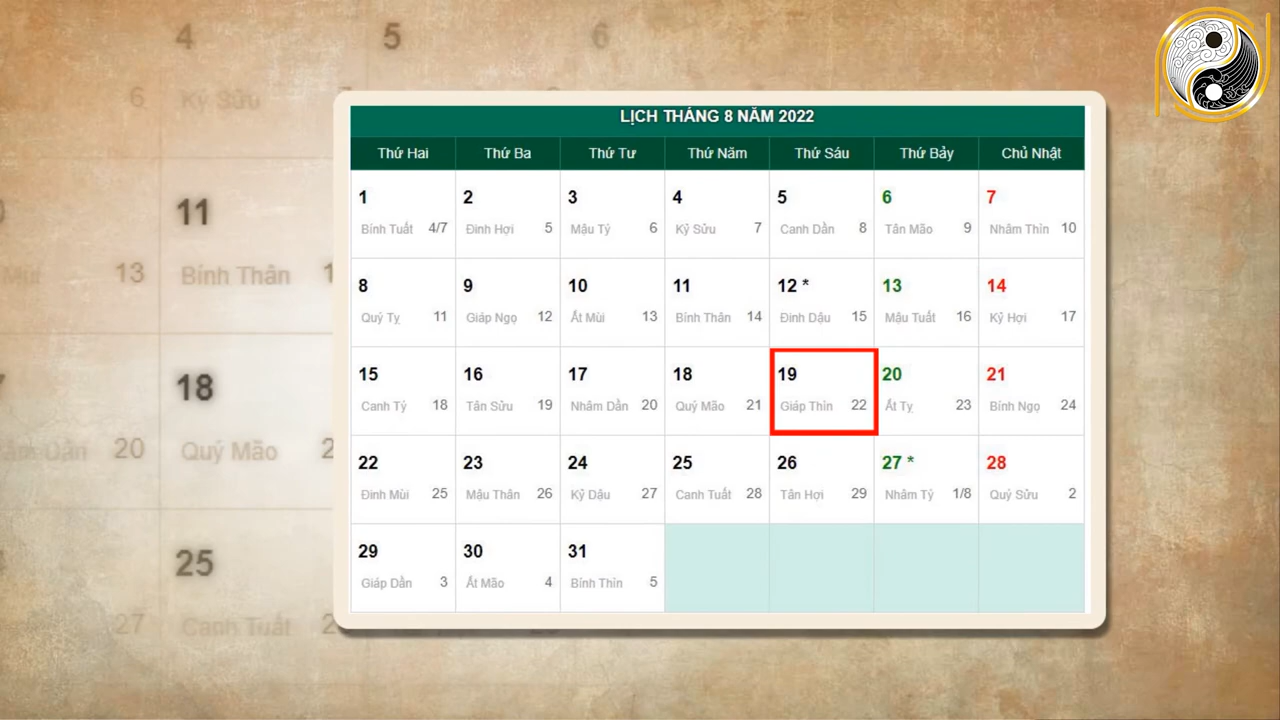 4 5 6
6 Kỷ Sửu
LỊCH THÁNG 8 NĂM 2022
Thứ Hai Thứ Ba Thứ Tư Thứ Năm Thứ Sáu Thứ Bảy Chủ Nhật
1 2 3 4 5 6 7
Bính Tuất 4/7 Đinh Hợi 5 Mậu Tý 6 Kỷ Sửu 7 Canh Dần 8 Tân Mão 9 Nhâm Thìn 10
11
13 Bính Thân
8 9 10 11 12 * 13 14
Quý Tỵ 11 Giáp Ngọ 12 Ất Mùi 13 Bính Thân 14 Đinh Dậu 15 Mậu Tuất 16 Kỷ Hợi 17
18
20 Quý Mão
15 16 17 18 19 20 21
Canh Tý 18 Tân Sửu 19 Nhâm Dần 20 Quý Mão 21 Giáp Thìn 22 Ất Tỵ 23 Bính Ngọ 24
22 23 24 25 26 27 * 28
Đinh Mùi 25 Mậu Thân 26 Kỷ Dậu 27 Canh Tuất 28 Tân Hợi 29 Nhâm Tý 1/8 Quý Sửu 2
25
27 Canh Tuất
29 30 31
Giáp Dần 3 Ất Mão 4 Bính Thìn 5